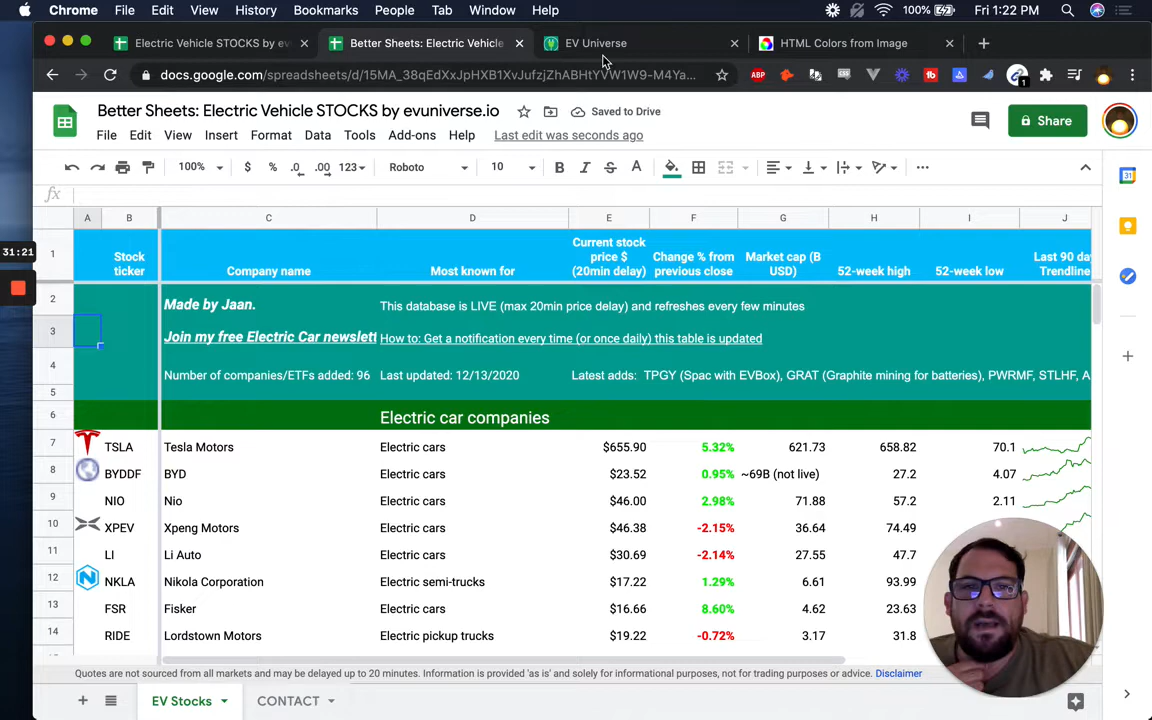 Chrome File Edit View History Bookmarks People Tab Window Help 100% Fri 1:22 PM
Electric Vehicle STOCKS by ev
Better Sheets: Electric Vehicle
EV Universe
HTML Colors from Image
docs.google.com/spreadsheets/d/15MA_38qEdXxJpHXB1XvJufzjZhABHtYVW1W9-M4Ya...
Better Sheets: Electric Vehicle STOCKS by evuniverse.io
Saved to Drive
Share
File Edit View Insert Format Data Tools Add-ons Help Last edit was seconds ago
100% $ % .0 .00 123 Roboto 10 B I S A
fx
A B C D E F G H I J
1 Stock ticker Company name Most known for Current stock price $ (20min delay) Change % from previous close Market cap (B USD) 52-week high 52-week low Last 90 da Trendline
2 Made by Jaan. This database is LIVE (max 20min price delay) and refreshes every few minutes
3 Join my free Electric Car newslett How to: Get a notification every time (or once daily) this table is updated
4 Number of companies/ETFs added: 96 Last updated: 12/13/2020 Latest adds: TPGY (Spac with EVBox), GRAT (Graphite mining for batteries), PWRMF, STLHF, A
5
6 Electric car companies
7 TSLA Tesla Motors Electric cars $655.90 5.32% 621.73 658.82 70.1
8 BYDDF BYD Electric cars $23.52 0.95% ~69B (not live) 27.2 4.07
9 NIO Nio Electric cars $46.00 2.98% 71.88 57.2 2.11
10 XPEV Xpeng Motors Electric cars $46.38 -2.15% 36.64 74.49
11 LI Li Auto Electric cars $30.69 -2.14% 27.55 47.7
12 NKLA Nikola Corporation Electric semi-trucks $17.22 1.29% 6.61 93.99
13 FSR Fisker Electric cars $16.66 8.60% 4.62 23.63
14 RIDE Lordstown Motors Electric pickup trucks $19.22 -0.72% 3.17 31.8
31:21
Quotes are not sourced from all markets and may be delayed up to 20 minutes. Information is provided 'as is' and solely for informational purposes, not for trading purposes or advice. Disclaimer
EV Stocks CONTACT